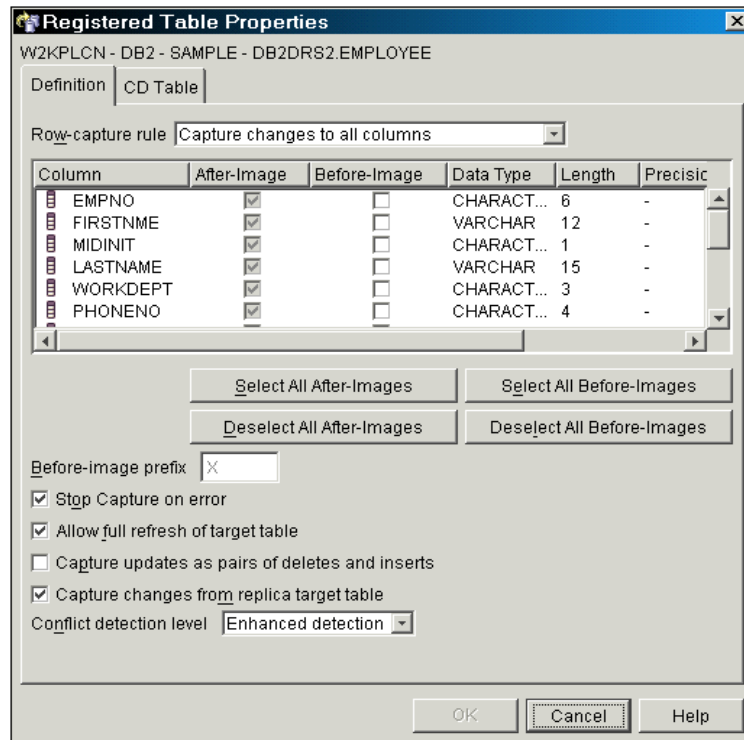 Registered Table Properties
W2KPLCN - DB2 - SAMPLE - DB2DRS2.EMPLOYEE
Definition CD Table
Row-capture rule Capture changes to all columns
Column After-Image Before-Image Data Type Length Precisic
EMPNO CHARACT... 6 -
FIRSTNME VARCHAR 12 -
MIDINIT CHARACT... 1 -
LASTNAME VARCHAR 15 -
WORKDEPT CHARACT... 3 -
PHONENO CHARACT... 4 -
Select All After-Images Select All Before-Images
Deselect All After-Images Deselect All Before-Images
Before-image prefix X
Stop Capture on error
Allow full refresh of target table
Capture updates as pairs of deletes and inserts
Capture changes from replica target table
Conflict detection level Enhanced detection
OK Cancel Help